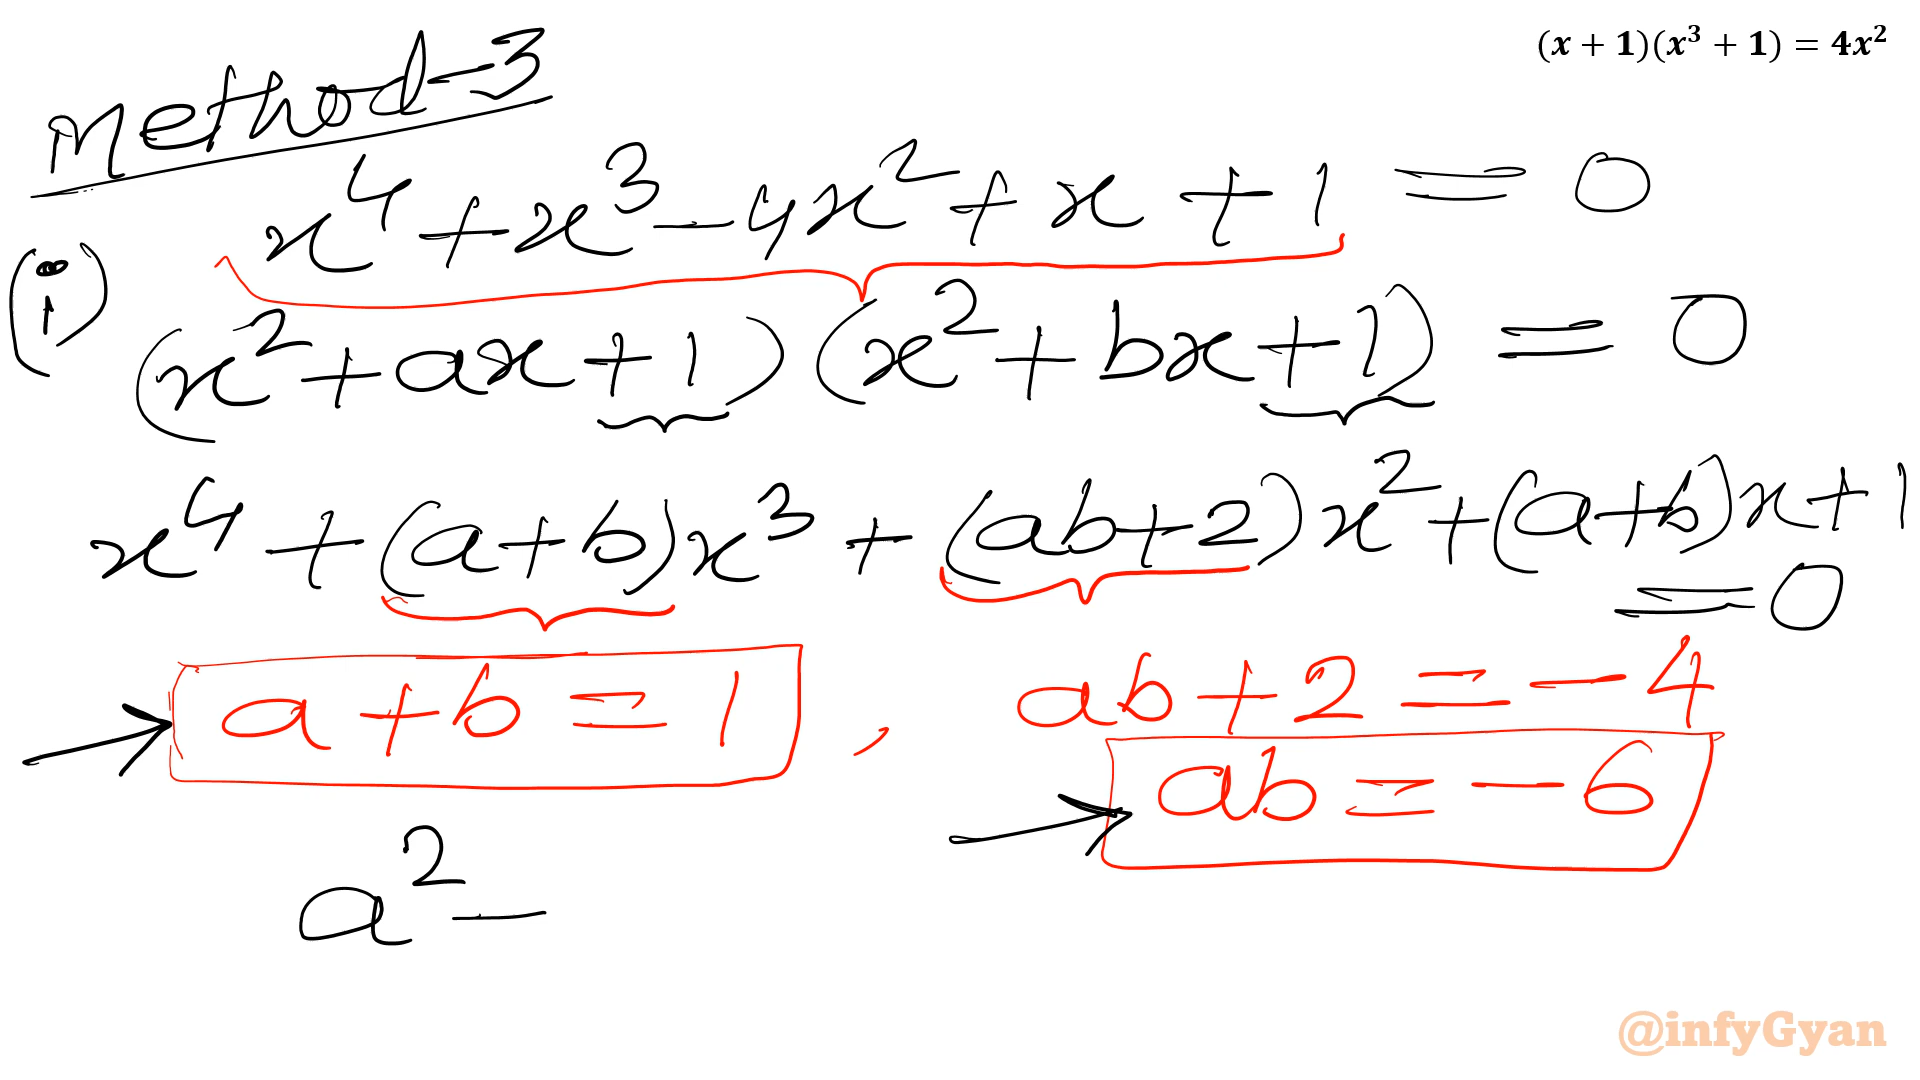 (x + 1)(x³ + 1) = 4x²
Method-3
x⁴ + x³ - 4x² + x + 1 = 0
(i) (x² + ax + 1) (x² + bx + 1) = 0
x⁴ + (a+b)x³ + (ab+2)x² + (a+b)x + 1
= 0
a + b = 1 , ab + 2 = -4
ab = -6
a² -
@infyGyan